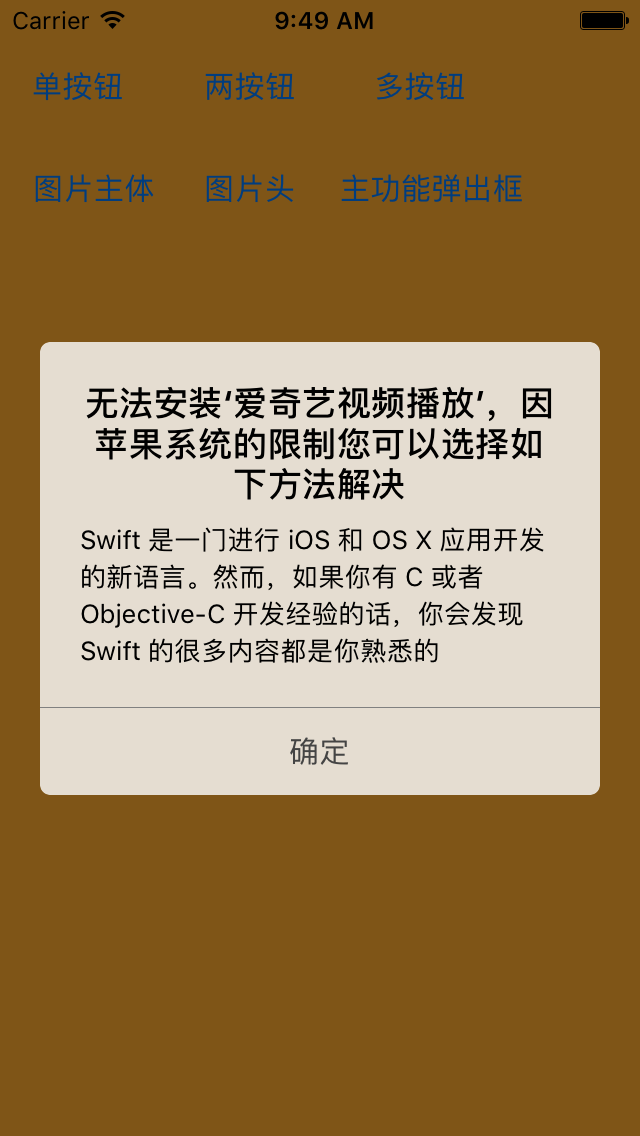 Carrier 9:49 AM
单按钮 两按钮 多按钮
图片主体 图片头 主功能弹出框
无法安装‘爱奇艺视频播放’，因
苹果系统的限制您可以选择如
下方法解决
Swift 是一门进行 iOS 和 OS X 应用开发
的新语言。然而，如果你有 C 或者
Objective-C 开发经验的话，你会发现
Swift 的很多内容都是你熟悉的
确定